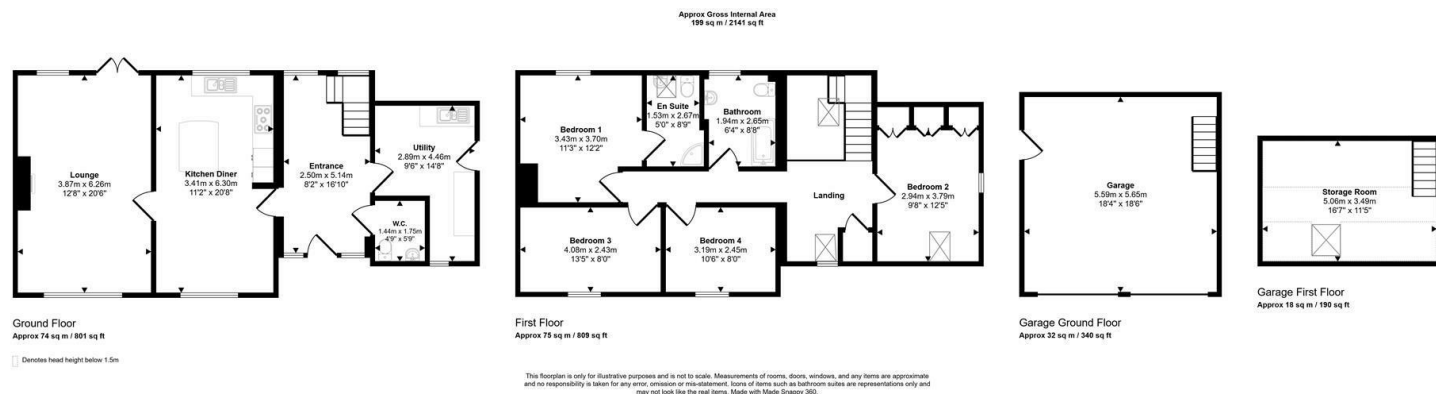 Approx Gross Internal Area
199 sq m / 2141 sq ft
Lounge
3.87m x 6.26m
12'8" x 20'6"
Kitchen Diner
3.41m x 6.30m
11'2" x 20'8"
Entrance
2.50m x 5.14m
8'2" x 16'10"
Utility
2.89m x 4.46m
9'6" x 14'8"
W.C.
1.44m x 1.75m
4'9" x 5'9"
Ground Floor
Approx 74 sq m / 801 sq ft
Denotes head height below 1.5m
Bedroom 1
3.43m x 3.70m
11'3" x 12'2"
En Suite
1.53m x 2.67m
5'0" x 8'9"
Bathroom
1.94m x 2.65m
6'4" x 8'8"
Landing
Bedroom 2
2.94m x 3.79m
9'8" x 12'5"
Bedroom 3
4.08m x 2.43m
13'5" x 8'0"
Bedroom 4
3.19m x 2.45m
10'6" x 8'0"
First Floor
Approx 75 sq m / 809 sq ft
Garage
5.59m x 5.65m
18'4" x 18'6"
Garage Ground Floor
Approx 32 sq m / 340 sq ft
Storage Room
5.06m x 3.49m
16'7" x 11'5"
Garage First Floor
Approx 18 sq m / 190 sq ft
This floorplan is only for illustrative purposes and is not to scale. Measurements of rooms, doors, windows, and any items are approximate
and no responsibility is taken for any error, omission or mis-statement. Icons of items such as bathroom suites are representations only and
may not look like the real items. Made with Made Snappy 360.